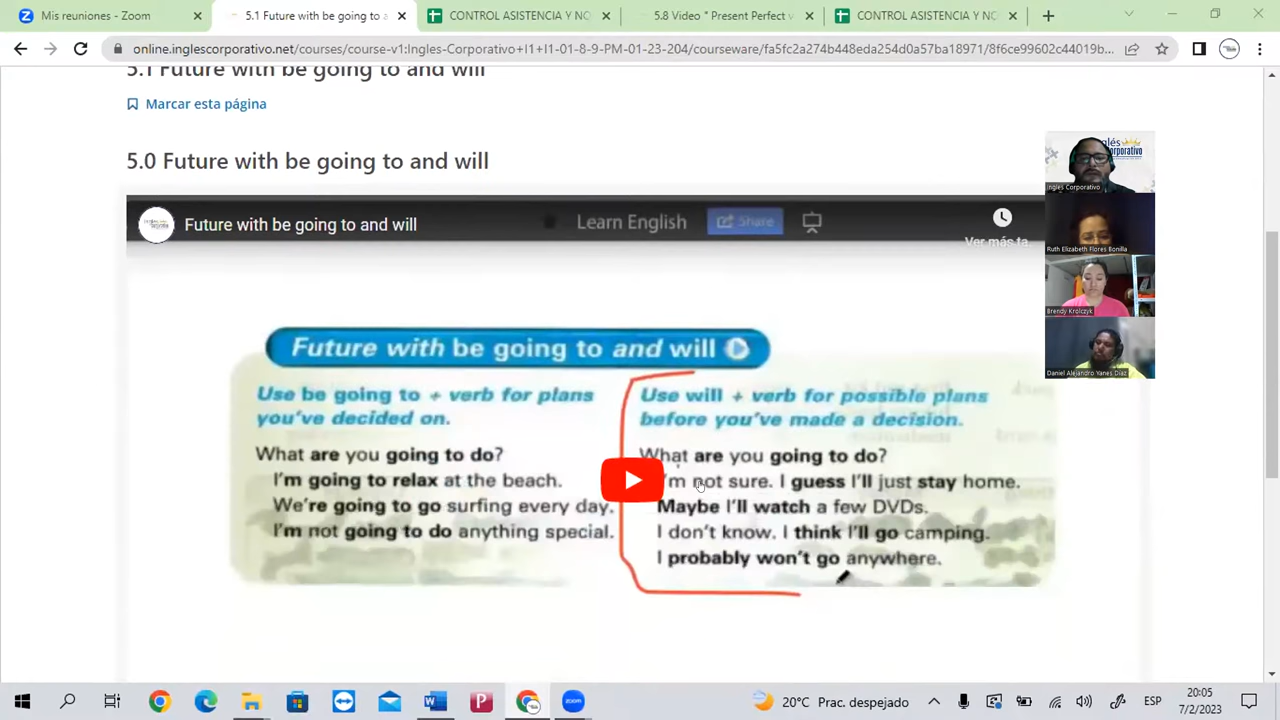 Mis reuniones - Zoom
5.1 Future with be going to a
CONTROL ASISTENCIA Y NO
5.8 Video " Present Perfect v
CONTROL ASISTENCIA Y NO
online.inglescorporativo.net/courses/course-v1:Ingles-Corporativo+I1+I1-01-8-9-PM-01-23-204/courseware/fa5fc2a274b448eda254d0a57ba18971/8f6ce99602c44019b...
5.1 Future with be going to and will
Marcar esta página
5.0 Future with be going to and will
Future with be going to and will
Learn English
Share
Ver más ta
Inglés
corporativo
Ingles Corporativo
Ruth Elizabeth Flores Bonilla
Brendy Krolczyk
Daniel Alejandro Yanes Diaz
Future with be going to and will
Use be going to + verb for plans
you've decided on.
What are you going to do?
I'm going to relax at the beach.
We're going to go surfing every day.
I'm not going to do anything special.
Use will + verb for possible plans
before you've made a decision.
What are you going to do?
I'm not sure. I guess I'll just stay home.
Maybe I'll watch a few DVDs.
I don't know. I think I'll go camping.
I probably won't go anywhere.
20°C Prac. despejado
ESP
20:05
7/2/2023